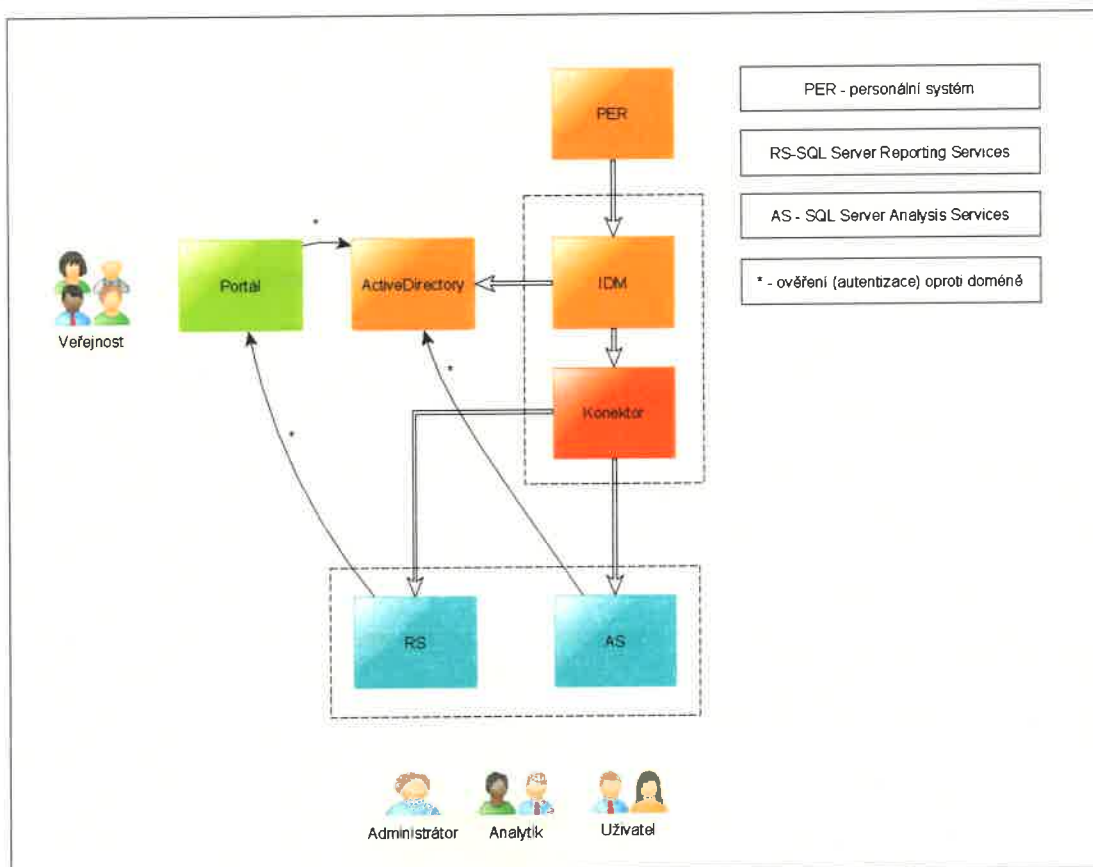 PER
PER - personální systém
RS-SQL Server Reporting Services
AS - SQL Server Analysis Services
* - ověření (autentizace) oproti doméně
*
Portál
ActiveDirectory
IDM
Veřejnost
*
Konektor
*
RS
AS
Administrátor
Analytik
Uživatel